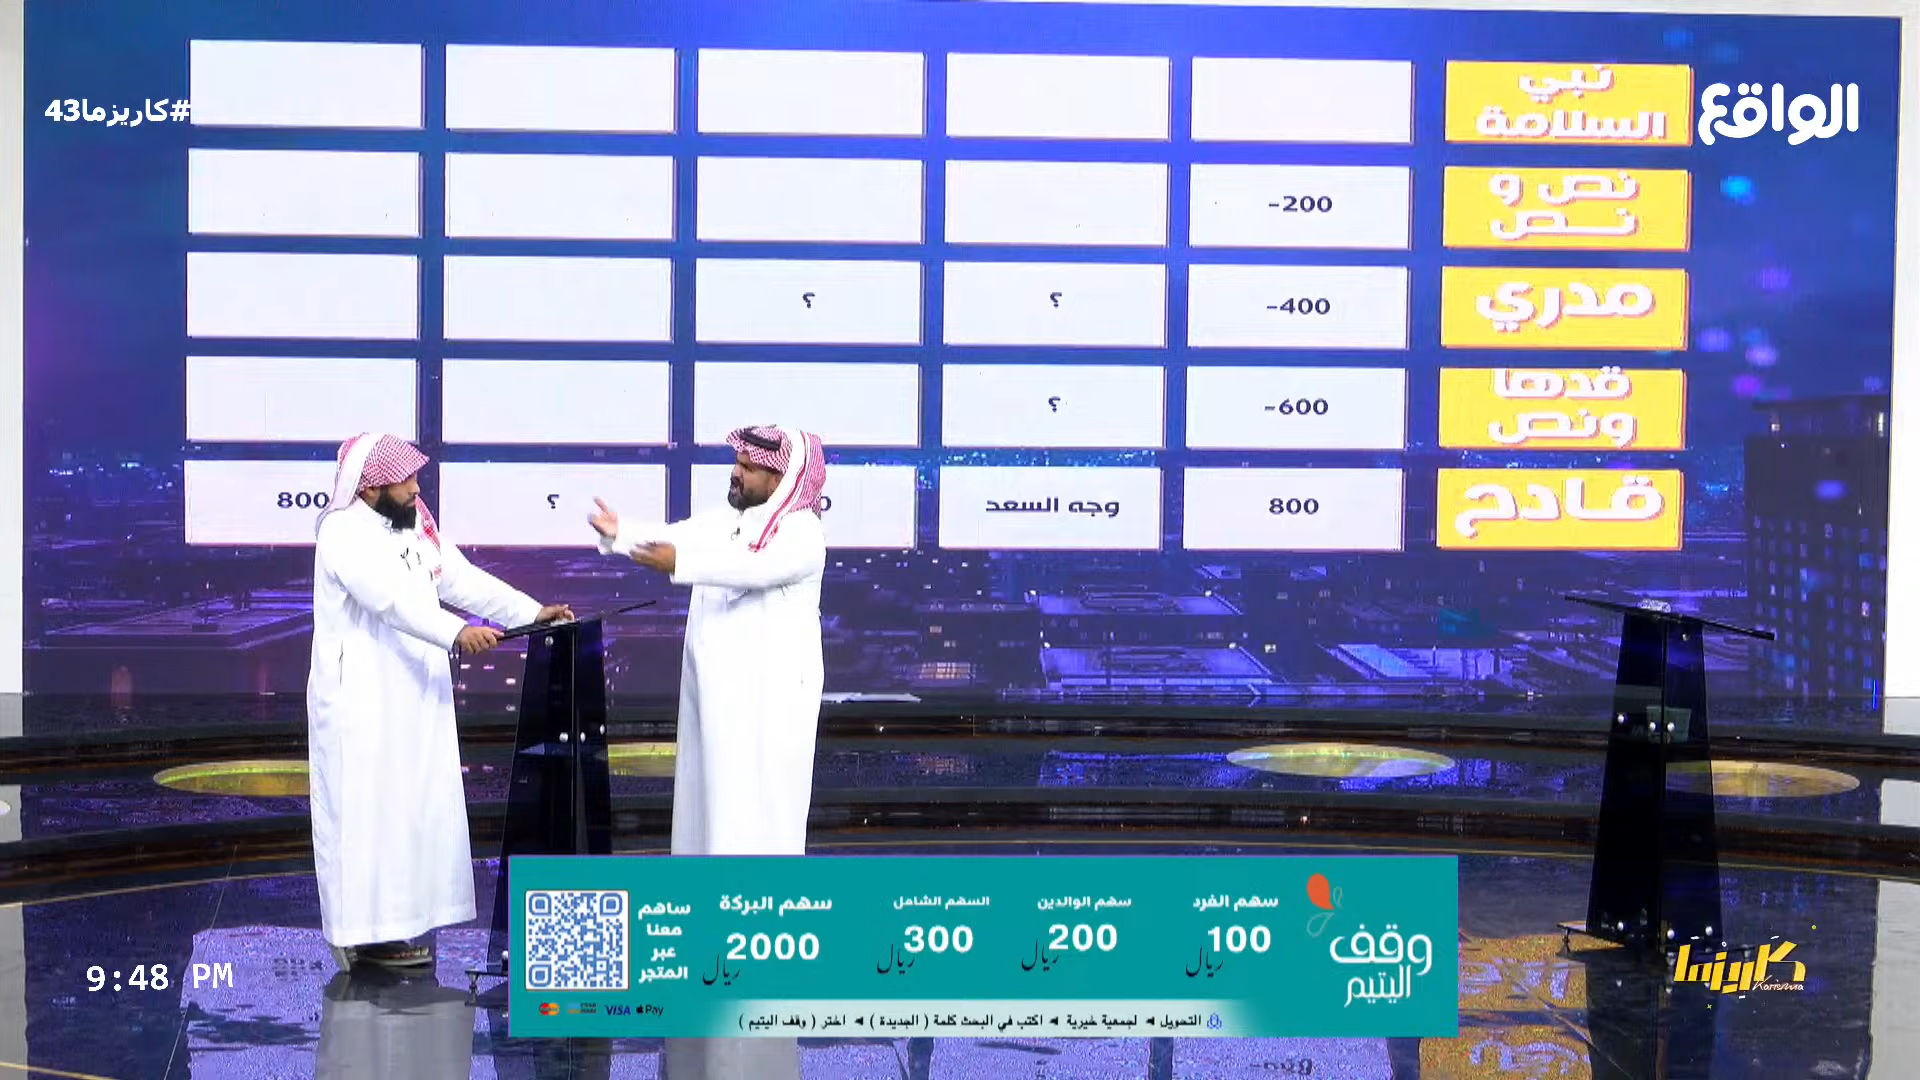 #كاريزما43
الواقع
نبي
السلامة
نص و
نص
-200
مدري
-400
؟
؟
قدها
ونص
-600
؟
قادح
800
وجه السعد
؟
800
وقف
اليتيم
سهم الفرد
100 ريال
سهم الوالدين
200 ريال
السهم الشامل
300 ريال
سهم البركة
2000 ريال
ساهم
معنا
عبر
المتجر
VISA Pay
التحويل ◄ لجمعية خيرية ◄ اكتب في البحث كلمة ( الجديدة ) ◄ اختر ( وقف اليتيم )
9:48 PM
كاريزما
Karisma